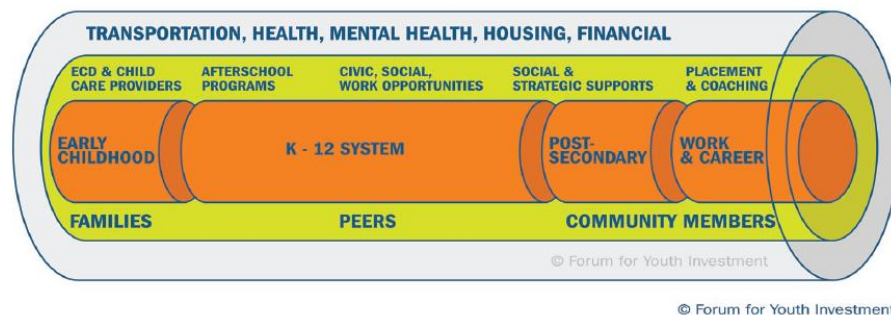 TRANSPORTATION, HEALTH, MENTAL HEALTH, HOUSING, FINANCIAL
ECD & CHILD
CARE PROVIDERS
AFTERSCHOOL
PROGRAMS
CIVIC, SOCIAL,
WORK OPPORTUNITIES
SOCIAL &
STRATEGIC SUPPORTS
PLACEMENT
& COACHING
EARLY
CHILDHOOD
K - 12 SYSTEM
POST-
SECONDARY
WORK
& CAREER
FAMILIES
PEERS
COMMUNITY MEMBERS
© Forum for Youth Investment
© Forum for Youth Investment